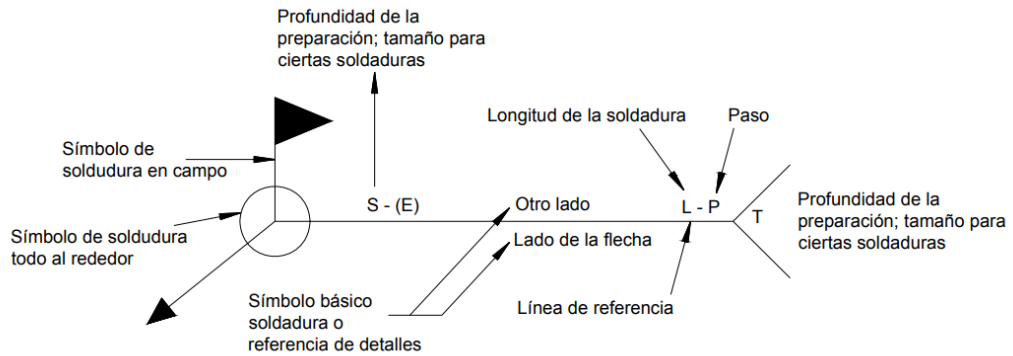 Profundidad de la
preparación; tamaño para
ciertas soldaduras
Símbolo de
soldudura en campo
S - (E)
Longitud de la soldadura
Paso
L - P
Otro lado
Lado de la flecha
T
Profundidad de la
preparación; tamaño para
ciertas soldaduras
Símbolo de soldudura
todo al rededor
Símbolo básico
soldadura o
referencia de detalles
Línea de referencia